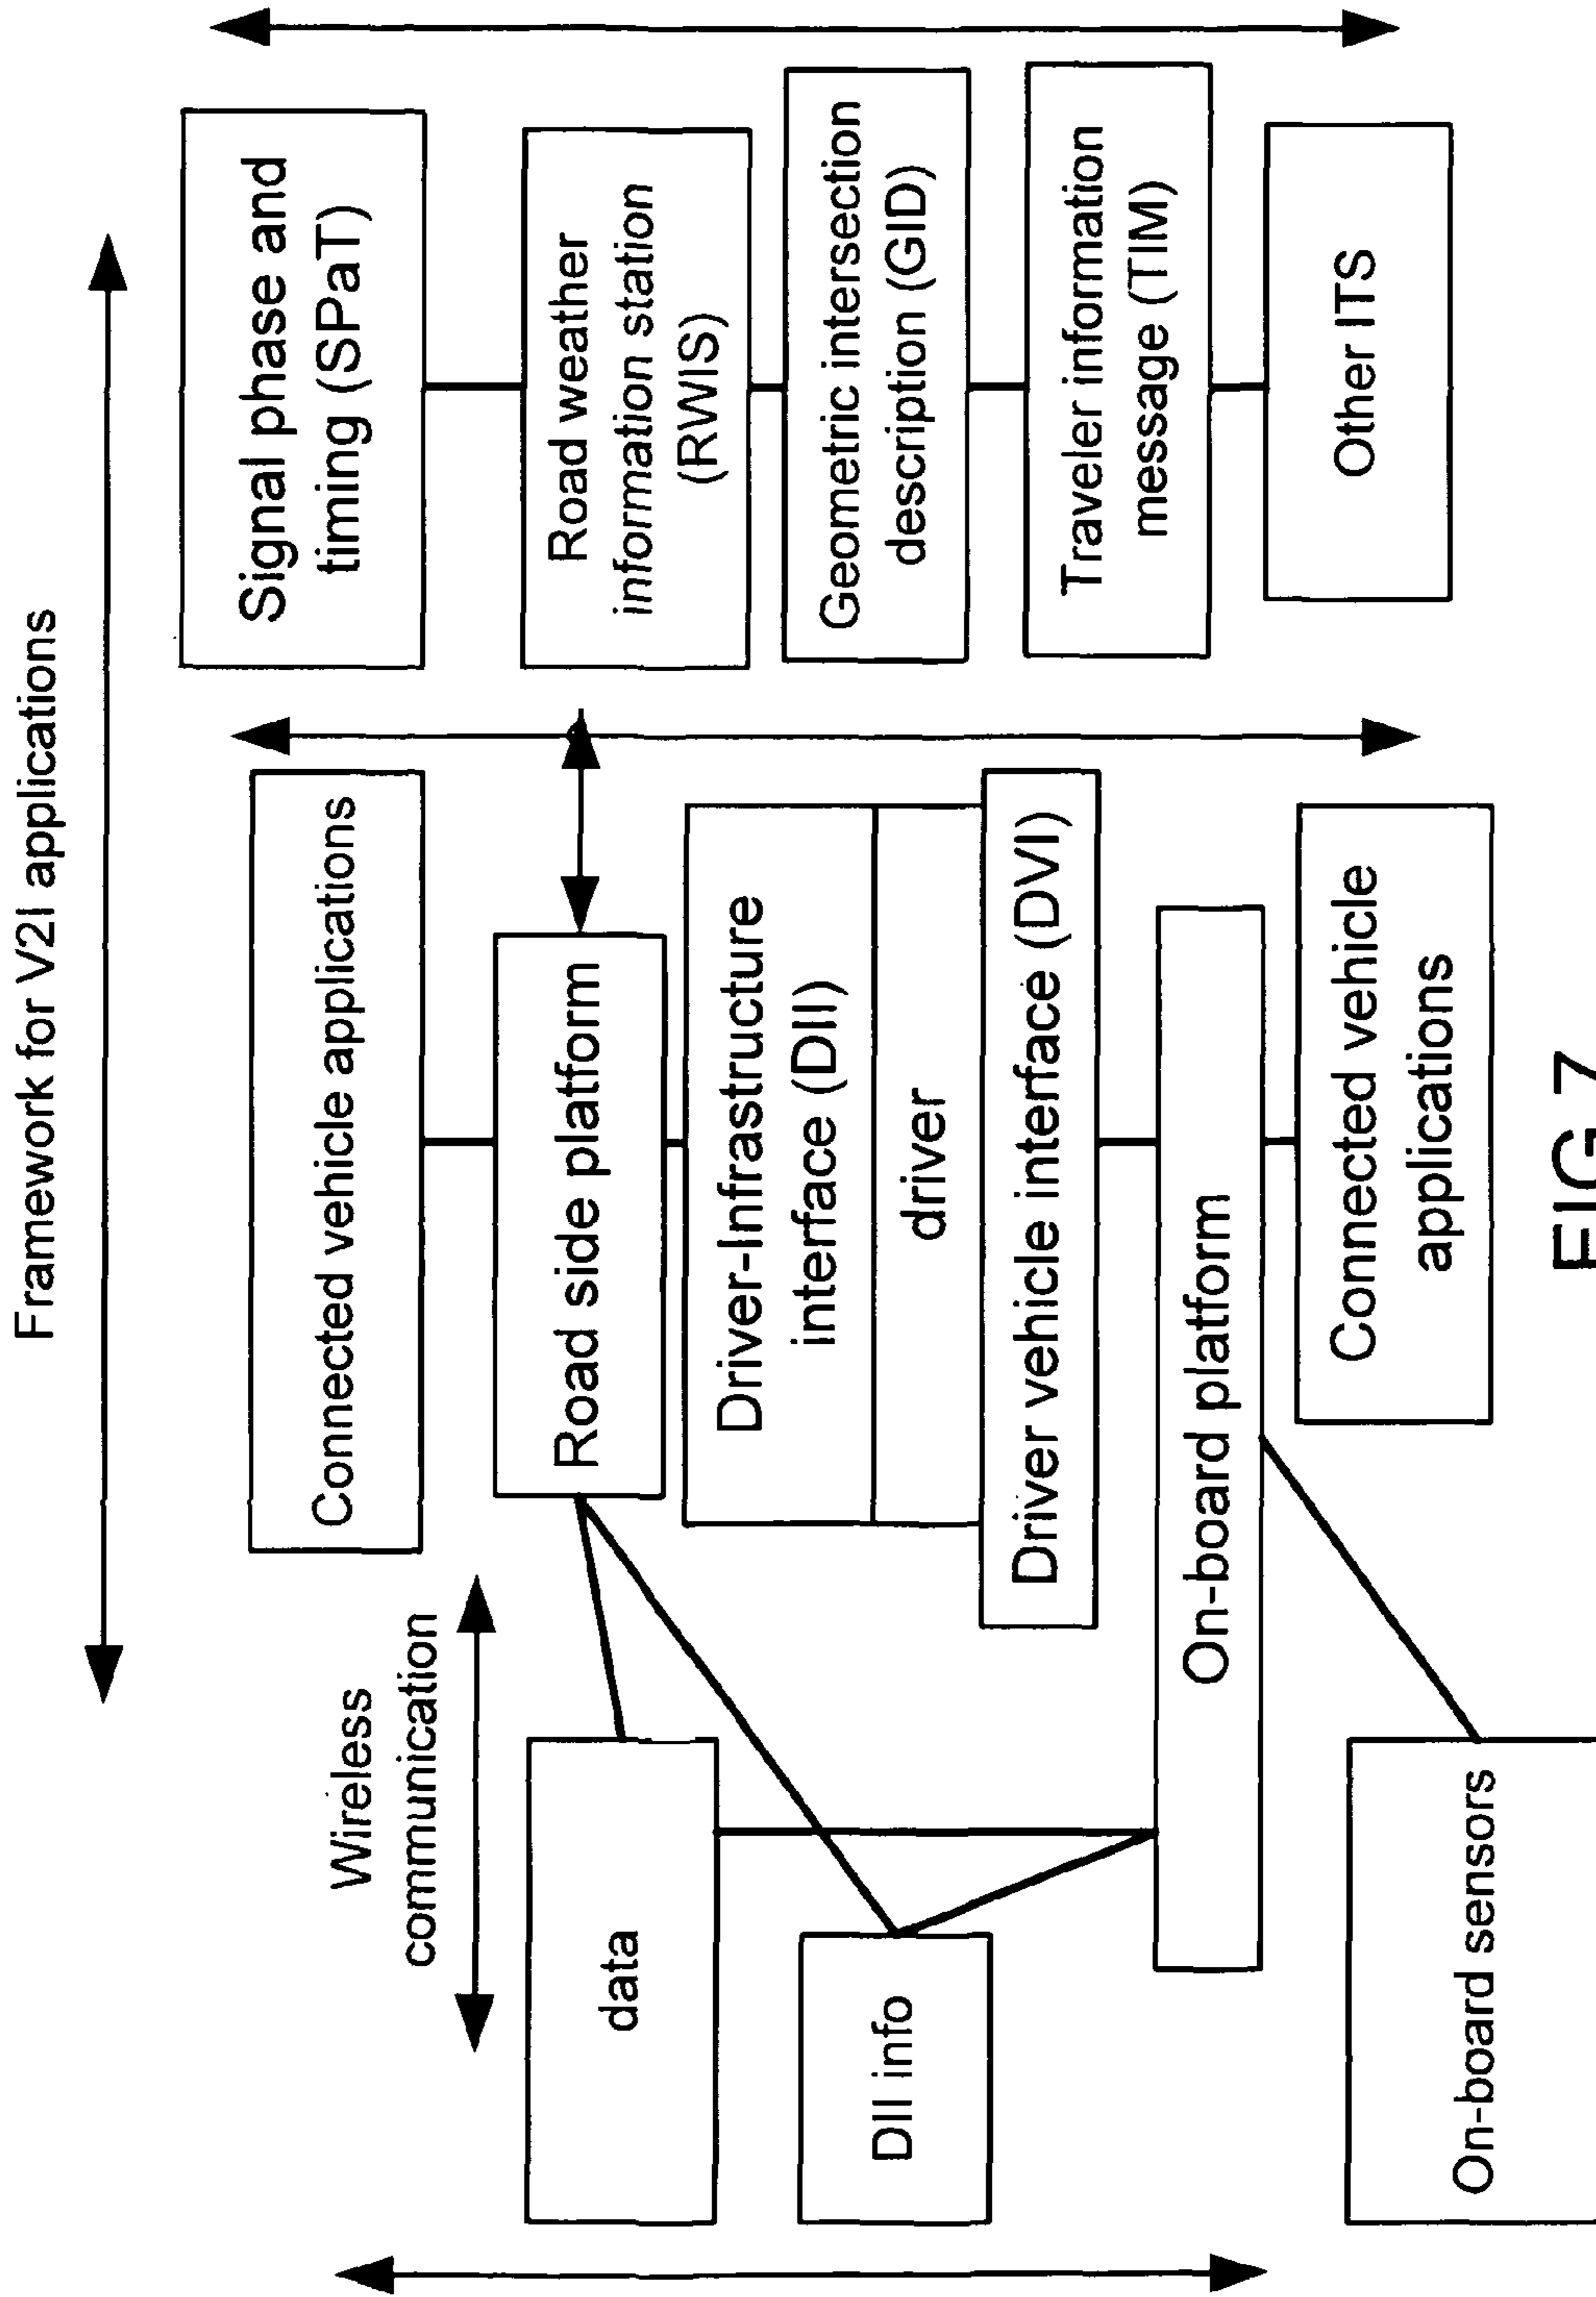 Framework for V2I applications
Wireless
communication
data
DII info
On-board sensors
Connected vehicle applications
Road side platform
Driver-Infrastructure
interface (DII)
driver
Driver vehicle interface (DVI)
On-board platform
Connected vehicle
applications
Signal phase and
timing (SPaT)
Road weather
information station
(RWIS)
Geometric intersection
description (GID)
Traveler information
message (TIM)
Other ITS
FIG 7